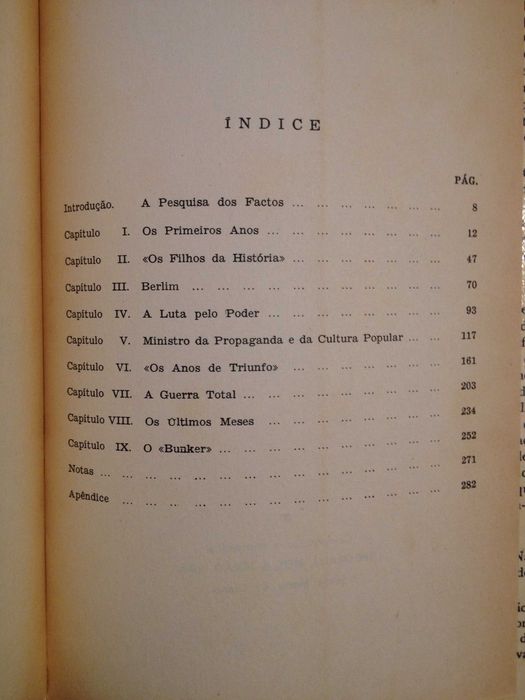 ÍNDICE
PÁG.
Introdução. A Pesquisa dos Factos ... ... ... ... ... ... ... 8
Capítulo I. Os Primeiros Anos ... ... ... ... ... ... ... 12
Capítulo II. «Os Filhos da História» ... ... ... ... ... ... ... 47
Capítulo III. Berlim ... ... ... ... ... ... ... ... ... ... 70
Capítulo IV. A Luta pelo Poder ... ... ... ... ... ... ... 93
Capítulo V. Ministro da Propaganda e da Cultura Popular ... ... 117
Capítulo VI. «Os Anos de Triunfo» ... ... ... ... ... ... ... 161
Capítulo VII. A Guerra Total ... ... ... ... ... ... ... ... 203
Capítulo VIII. Os Últimos Meses ... ... ... ... ... ... ... 234
Capítulo IX. O «Bunker» ... ... ... ... ... ... ... ... ... 252
Notas ... ... ... ... ... ... ... ... ... ... ... ... 271
Apêndice ... ... ... ... ... ... ... ... ... ... ... 282